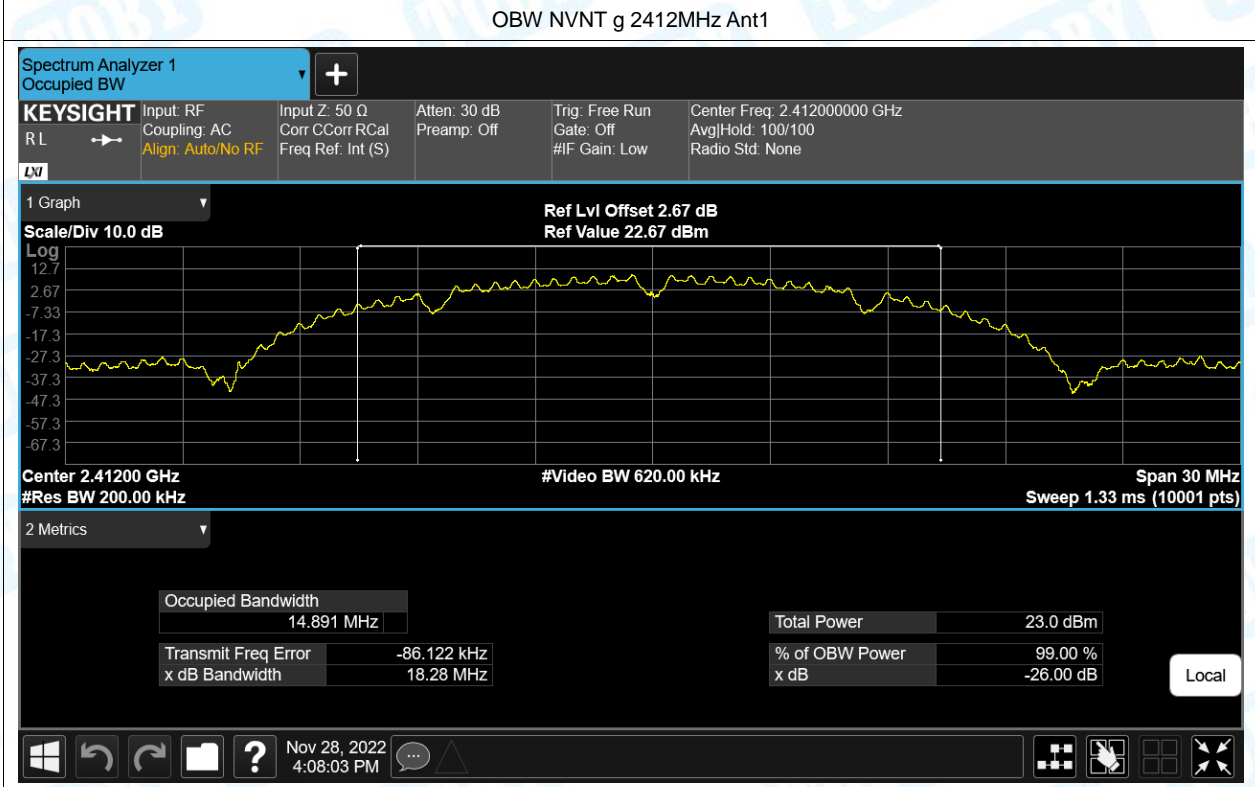 OBW NVNT g 2412MHz Ant1
Spectrum Analyzer 1
Occupied BW
KEYSIGHT
R L
LXI
Input: RF
Coupling: AC
Align: Auto/No RF
Input Z: 50 Ω
Corr CCorr RCal
Freq Ref: Int (S)
Atten: 30 dB
Preamp: Off
Trig: Free Run
Gate: Off
#IF Gain: Low
Center Freq: 2.412000000 GHz
Avg|Hold: 100/100
Radio Std: None
1 Graph
Scale/Div 10.0 dB
Ref Lvl Offset 2.67 dB
Ref Value 22.67 dBm
Log
12.7
2.67
-7.33
-17.3
-27.3
-37.3
-47.3
-57.3
-67.3
Center 2.41200 GHz
#Video BW 620.00 kHz
Span 30 MHz
#Res BW 200.00 kHz
Sweep 1.33 ms (10001 pts)
2 Metrics
Occupied Bandwidth
14.891 MHz
Total Power 23.0 dBm
Transmit Freq Error -86.122 kHz
% of OBW Power 99.00 %
x dB Bandwidth 18.28 MHz
x dB -26.00 dB
Local
?
Nov 28, 2022
4:08:03 PM